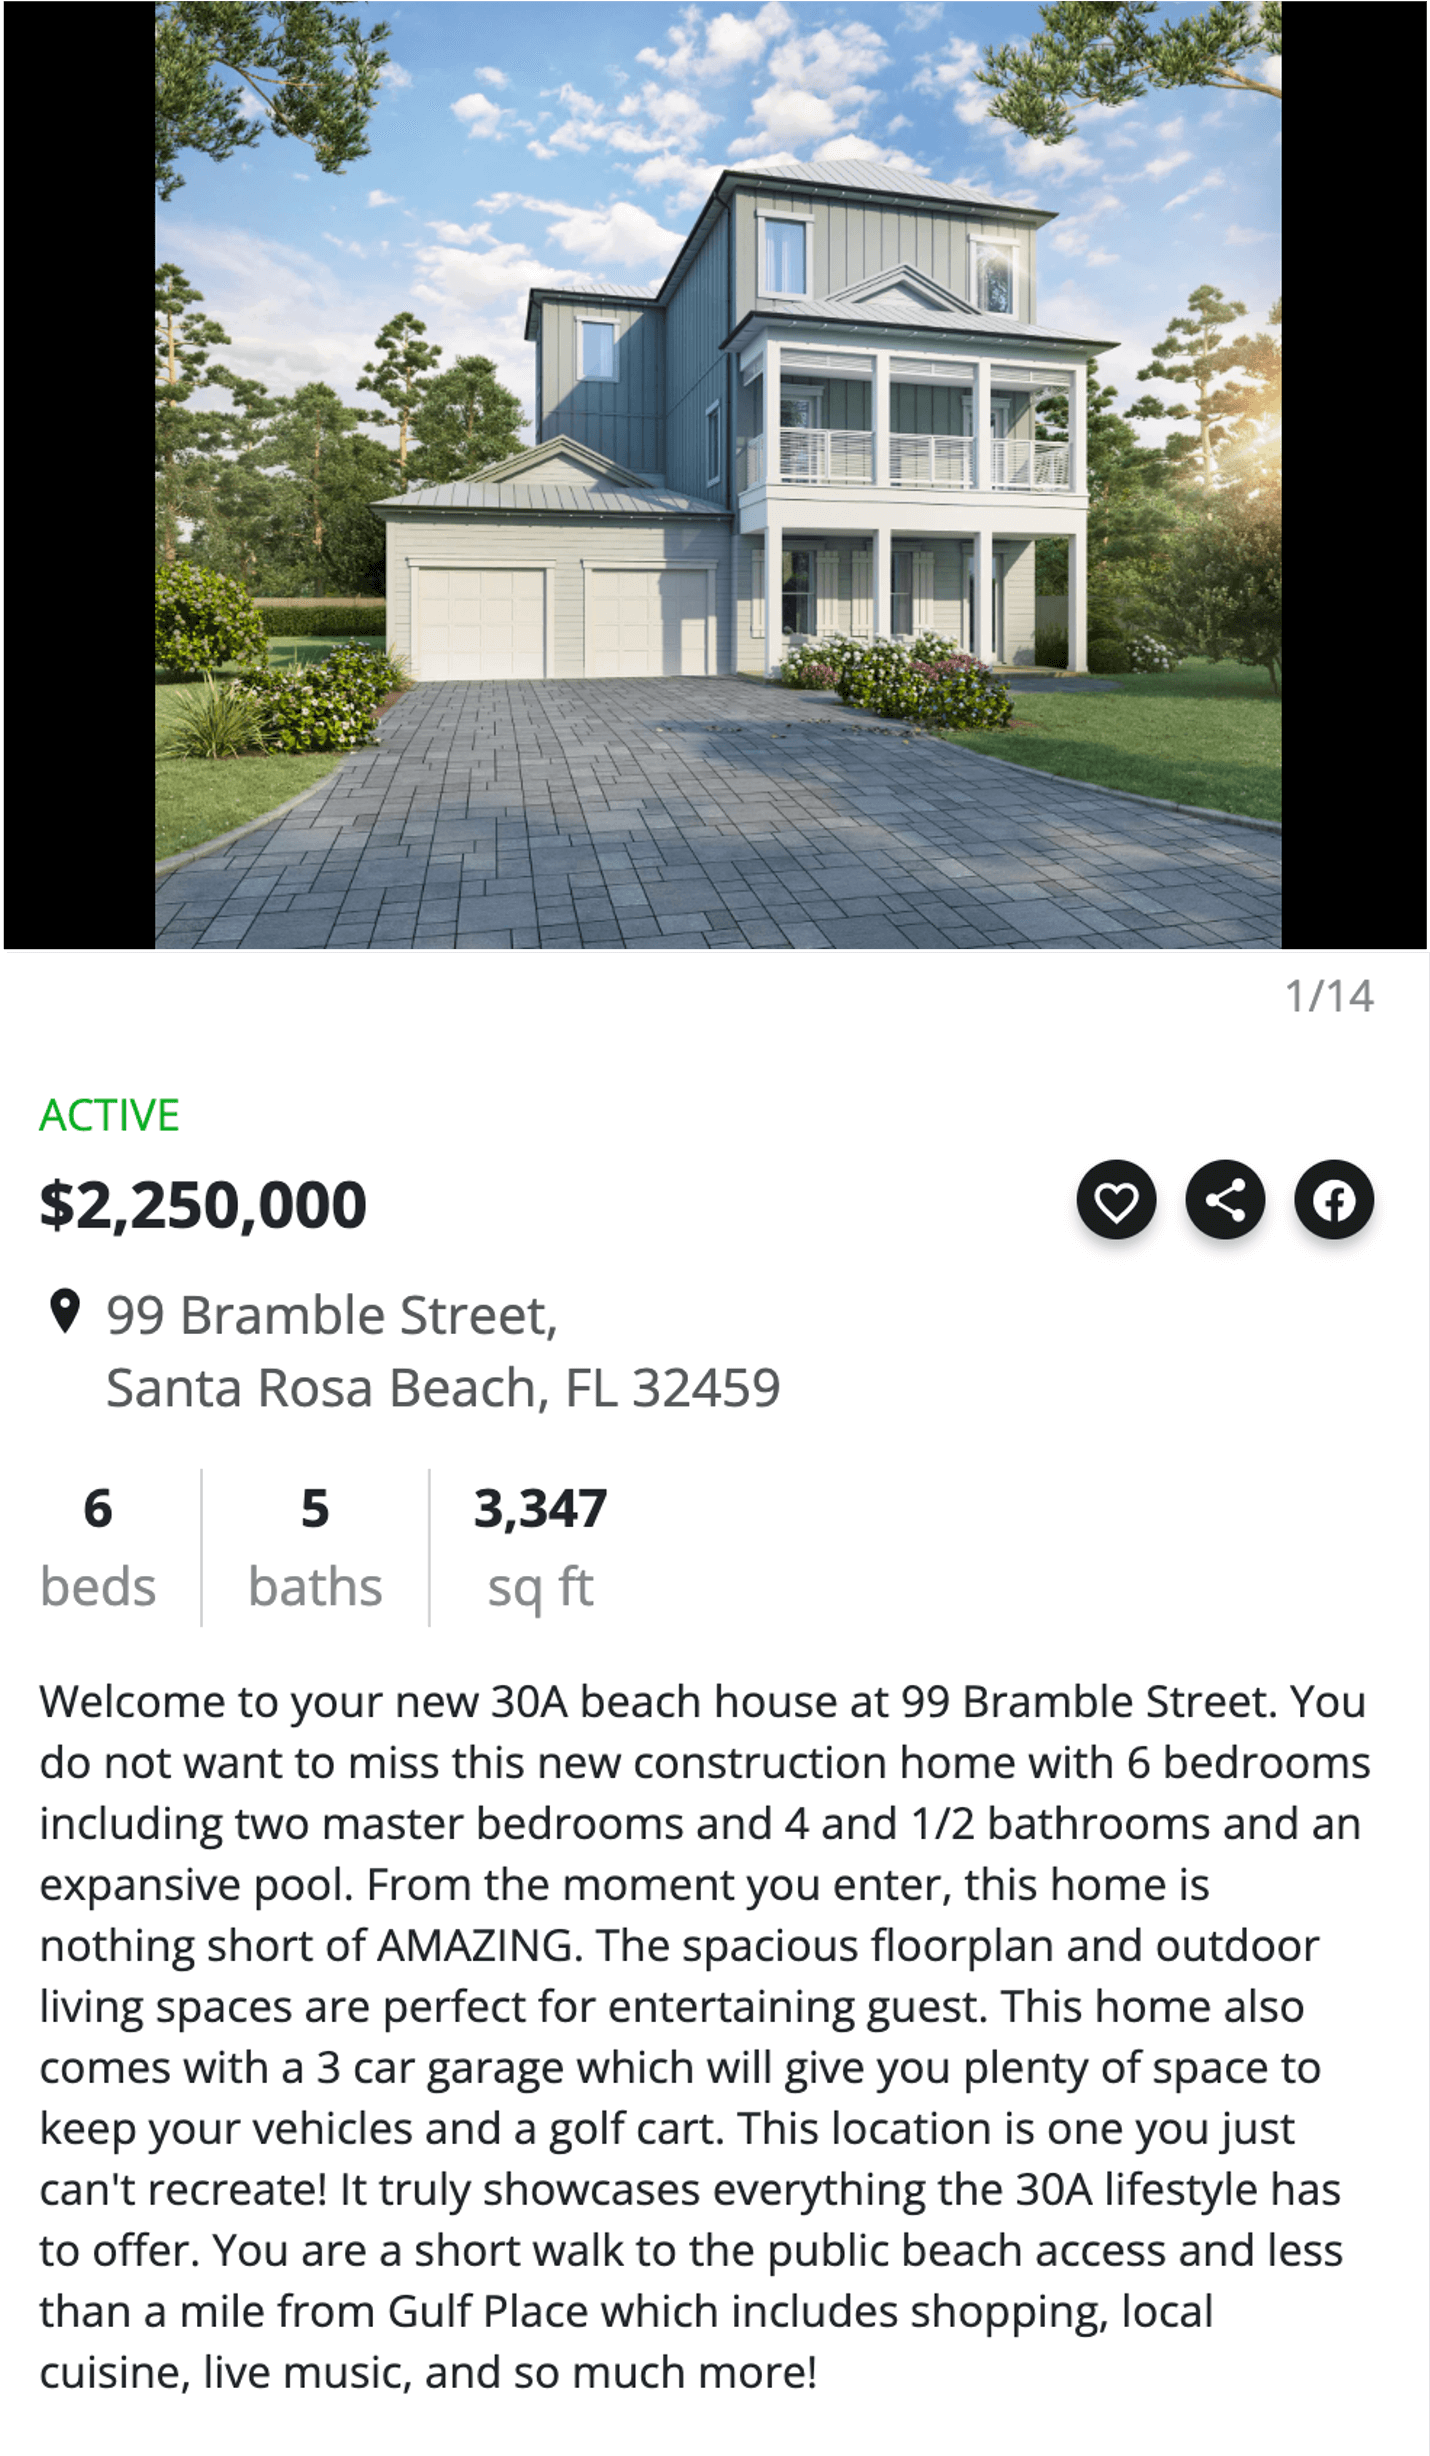 1/14
ACTIVE
$2,250,000
99 Bramble Street,
Santa Rosa Beach, FL 32459
6
5
3,347
beds
baths
sq ft
Welcome to your new 30A beach house at 99 Bramble Street. You
do not want to miss this new construction home with 6 bedrooms
including two master bedrooms and 4 and 1/2 bathrooms and an
expansive pool. From the moment you enter, this home is
nothing short of AMAZING. The spacious floorplan and outdoor
living spaces are perfect for entertaining guest. This home also
comes with a 3 car garage which will give you plenty of space to
keep your vehicles and a golf cart. This location is one you just
can't recreate! It truly showcases everything the 30A lifestyle has
to offer. You are a short walk to the public beach access and less
than a mile from Gulf Place which includes shopping, local
cuisine, live music, and so much more!